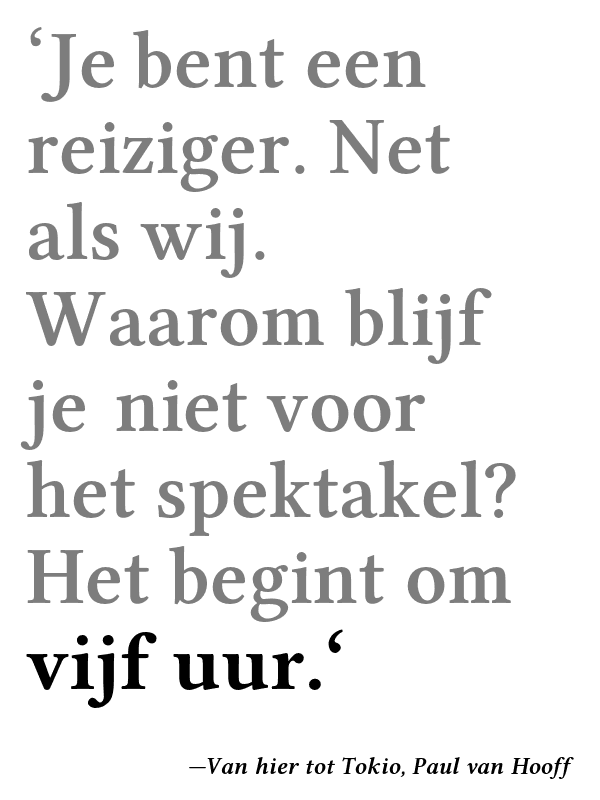 ‘Je bent een
reiziger. Net
als wij.
Waarom blijf
je niet voor
het spektakel?
Het begint om
vijf uur.‘
—Van hier tot Tokio, Paul van Hooff